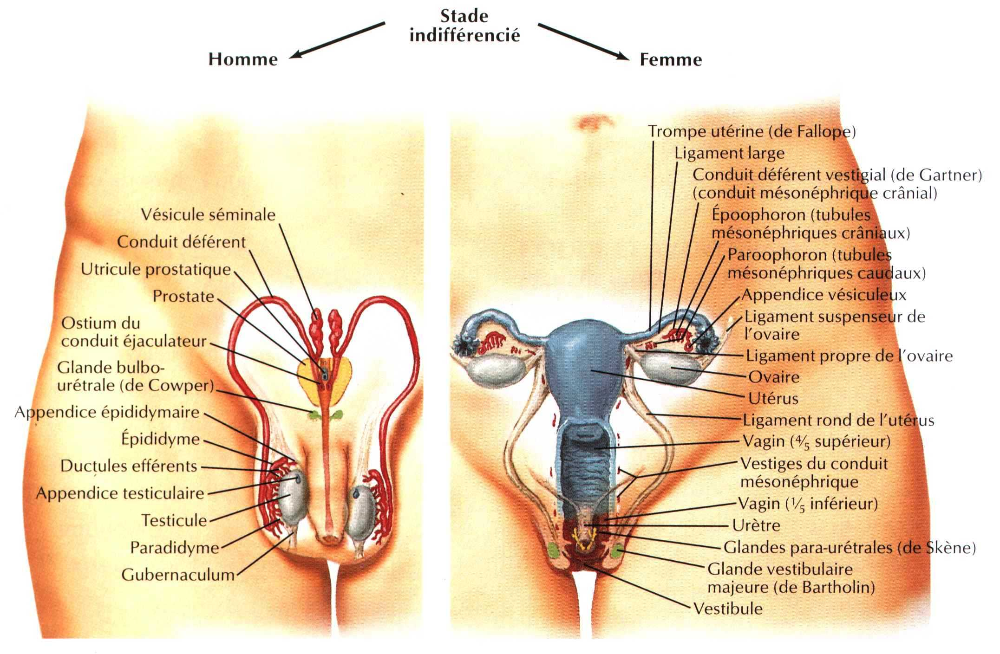 Stade
indifférencié
Homme
Femme
Vésicule séminale
Conduit déférent
Utricule prostatique
Prostate
Ostium du
conduit éjaculateur
Glande bulbo-
urétrale (de Cowper)
Appendice épididymaire
Épididyme
Ductules efférents
Appendice testiculaire
Testicule
Paradidyme
Gubernaculum
Trompe utérine (de Fallope)
Ligament large
Conduit déférent vestigial (de Gartner)
(conduit mésonéphrique crânial)
Époophoron (tubules
mésonéphriques crâniaux)
Paroophoron (tubules
mésonéphriques caudaux)
Appendice vésiculeux
Ligament suspenseur de
l'ovaire
Ligament propre de l'ovaire
Ovaire
Utérus
Ligament rond de l'utérus
Vagin (4/5 supérieur)
Vestiges du conduit
mésonéphrique
Vagin (1/5 inférieur)
Urètre
Glandes para-urétrales (de Skène)
Glande vestibulaire
majeure (de Bartholin)
Vestibule